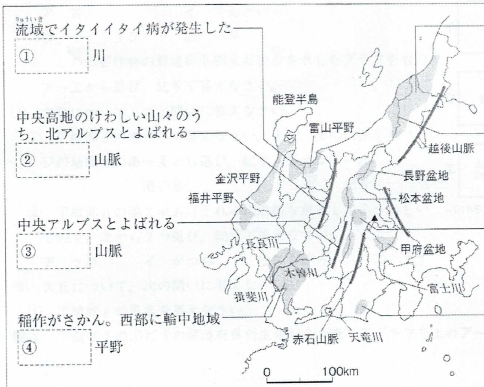 りゅういき
流域でイタイイタイ病が発生した
① 川
中央高地のけわしい山々のう
ち，北アルプスとよばれる
② 山脈
中央アルプスとよばれる
③ 山脈
稲作がさかん。西部に輪中地域
④ 平野
能登半島
富山平野
越後山脈
金沢平野
長野盆地
福井平野
松本盆地
長良川
甲府盆地
木曽川
揖斐川
富士川
赤石山脈 天竜川
0 100km